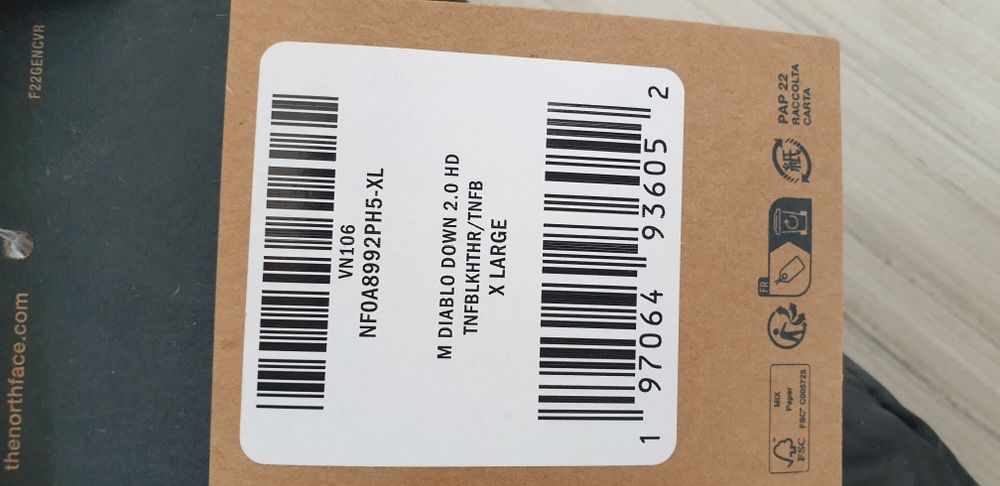 thenorthface.com
F22GENCVR
VN106
NF0A8992PH5-XL
M DIABLO DOWN 2.0 HD
TNFBLKHTHR/TNFB
X LARGE
1 97064 93605 2
FSC
MIX
Paper
FSC® C005725
FR
紙
PAP 22
RACCOLTA
CARTA